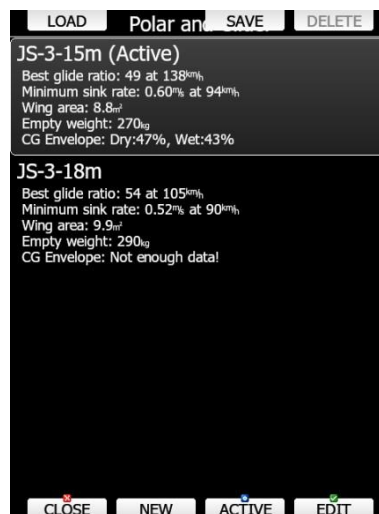 LOAD Polar and SAVE DELETE
JS-3-15m (Active)
Best glide ratio: 49 at 138km/h
Minimum sink rate: 0.60m/s at 94km/h
Wing area: 8.8m²
Empty weight: 270kg
CG Envelope: Dry:47%, Wet:43%
JS-3-18m
Best glide ratio: 54 at 105km/h
Minimum sink rate: 0.52m/s at 90km/h
Wing area: 9.9m²
Empty weight: 290kg
CG Envelope: Not enough data!
CLOSE NEW ACTIVE EDIT